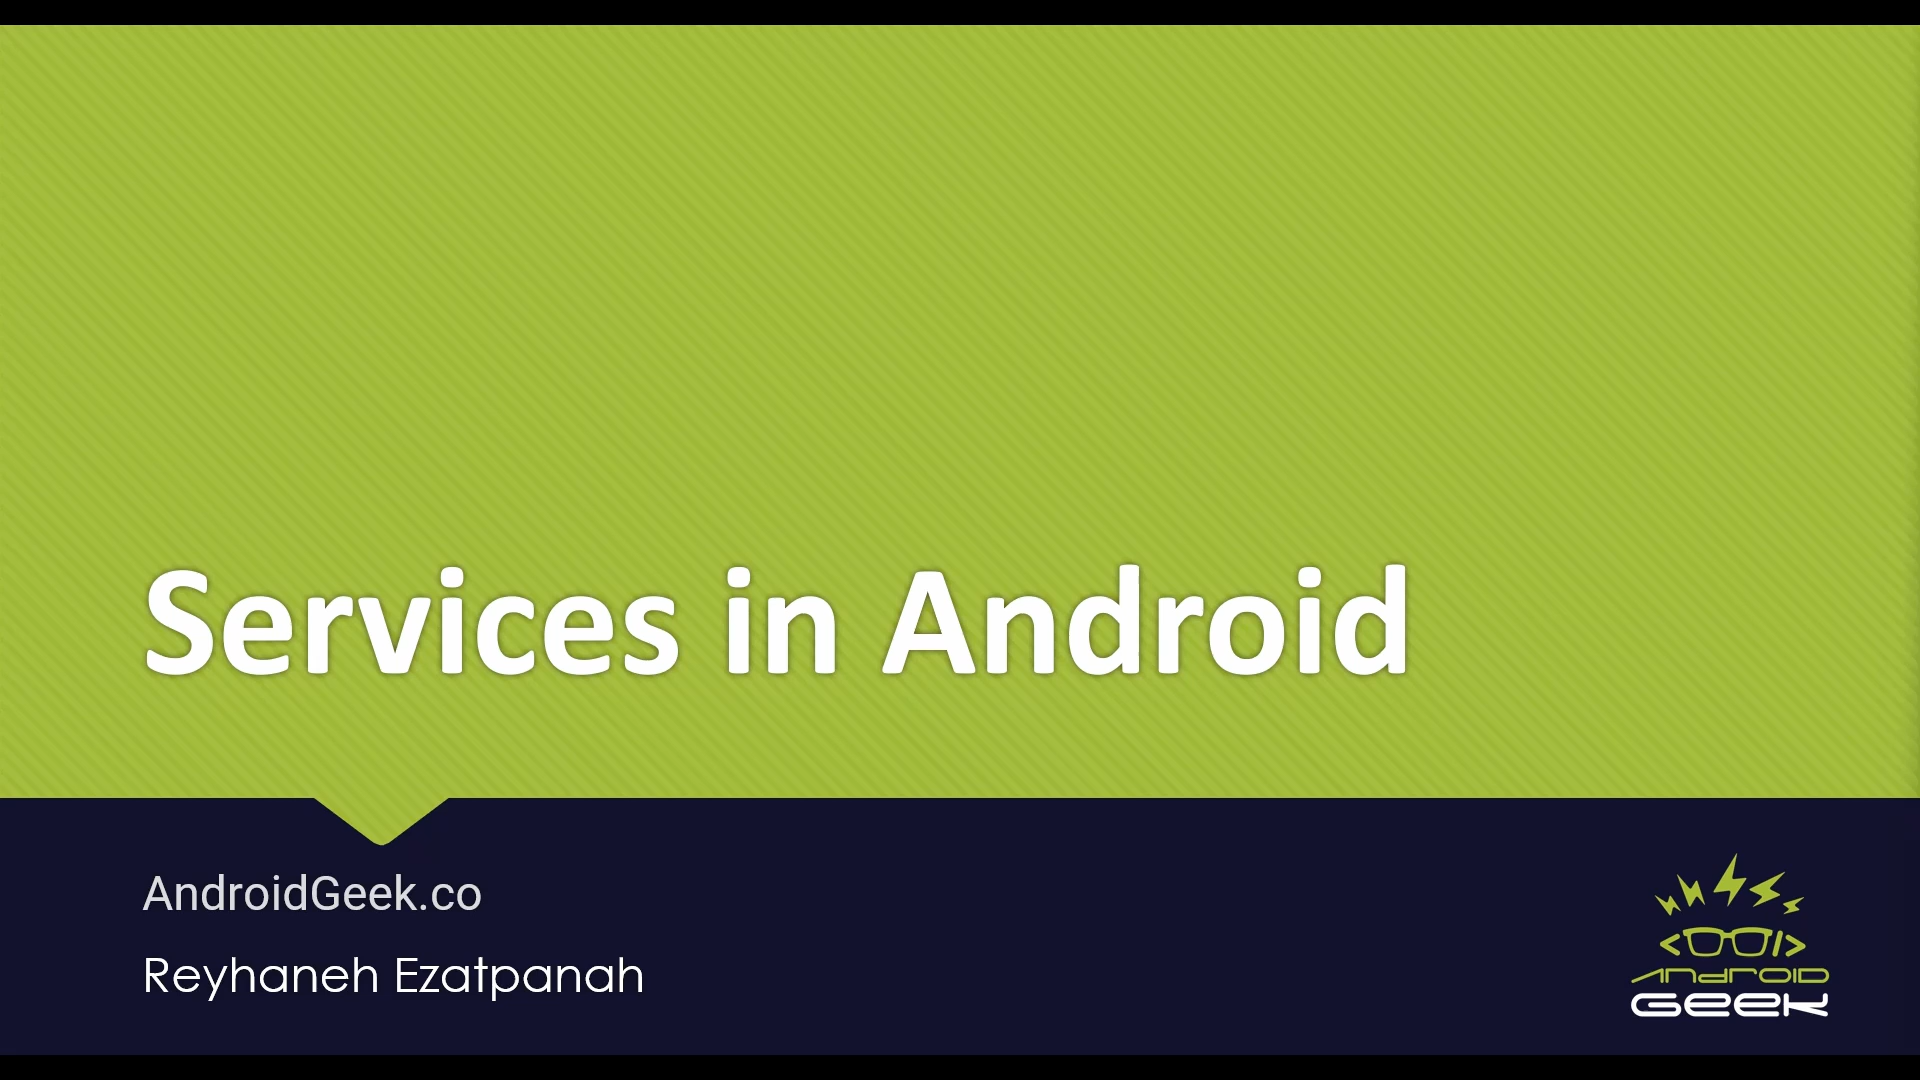 Services in Android
AndroidGeek.co
Reyhaneh Ezatpanah
< />
ANDROID
GEEK